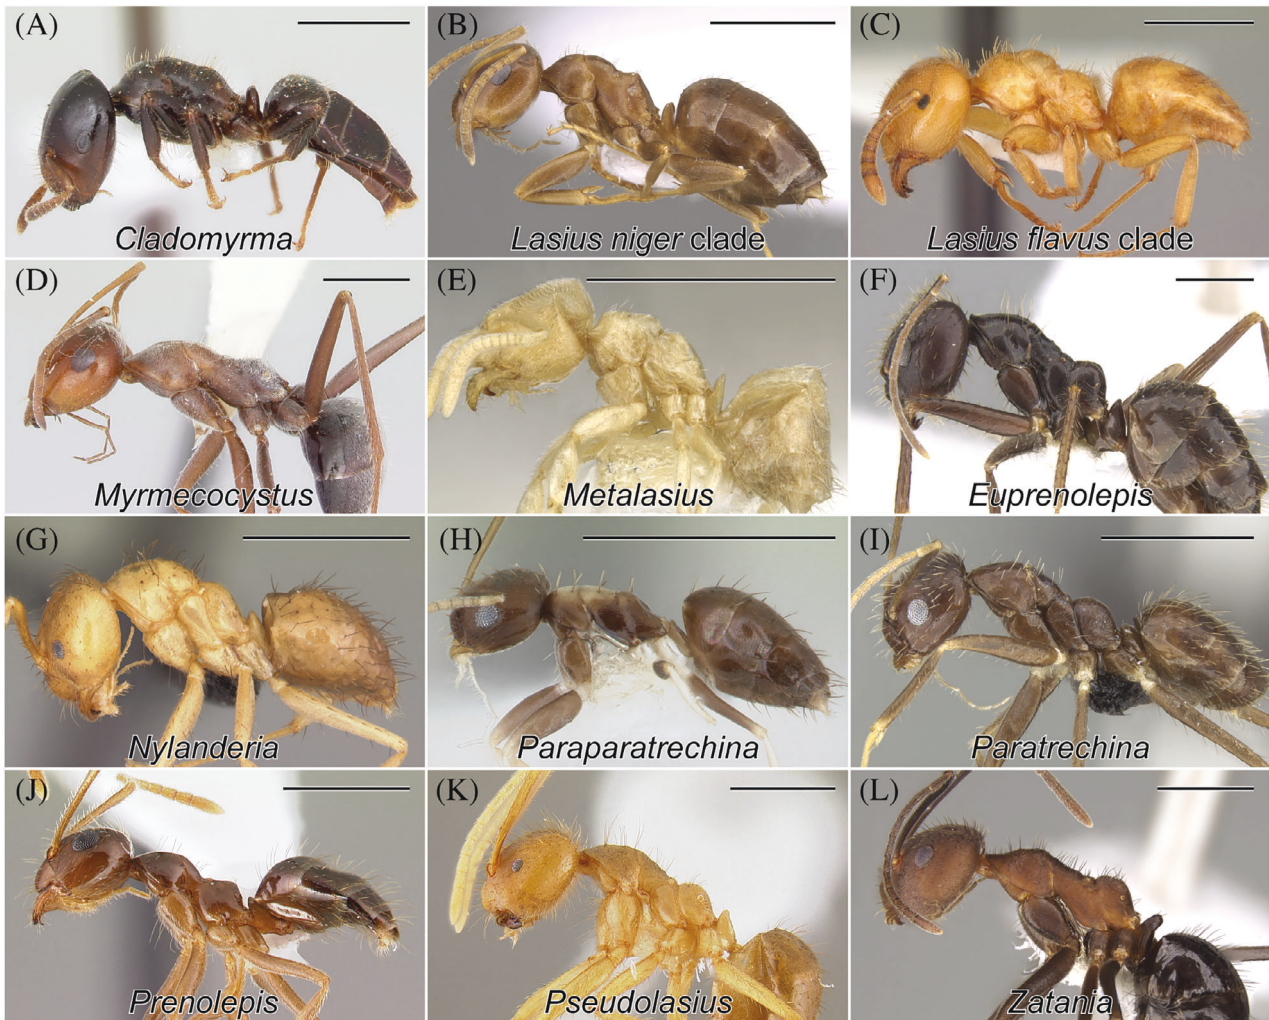 (A)
Cladomyrma
(B)
Lasius niger clade
(C)
Lasius flavus clade
(D)
Myrmecocystus
(E)
Metalasius
(F)
Euprenolepis
(G)
Nylanderia
(H)
Paraparatrechina
(I)
Paratrechina
(J)
Prenolepis
(K)
Pseudolasius
(L)
Zatania